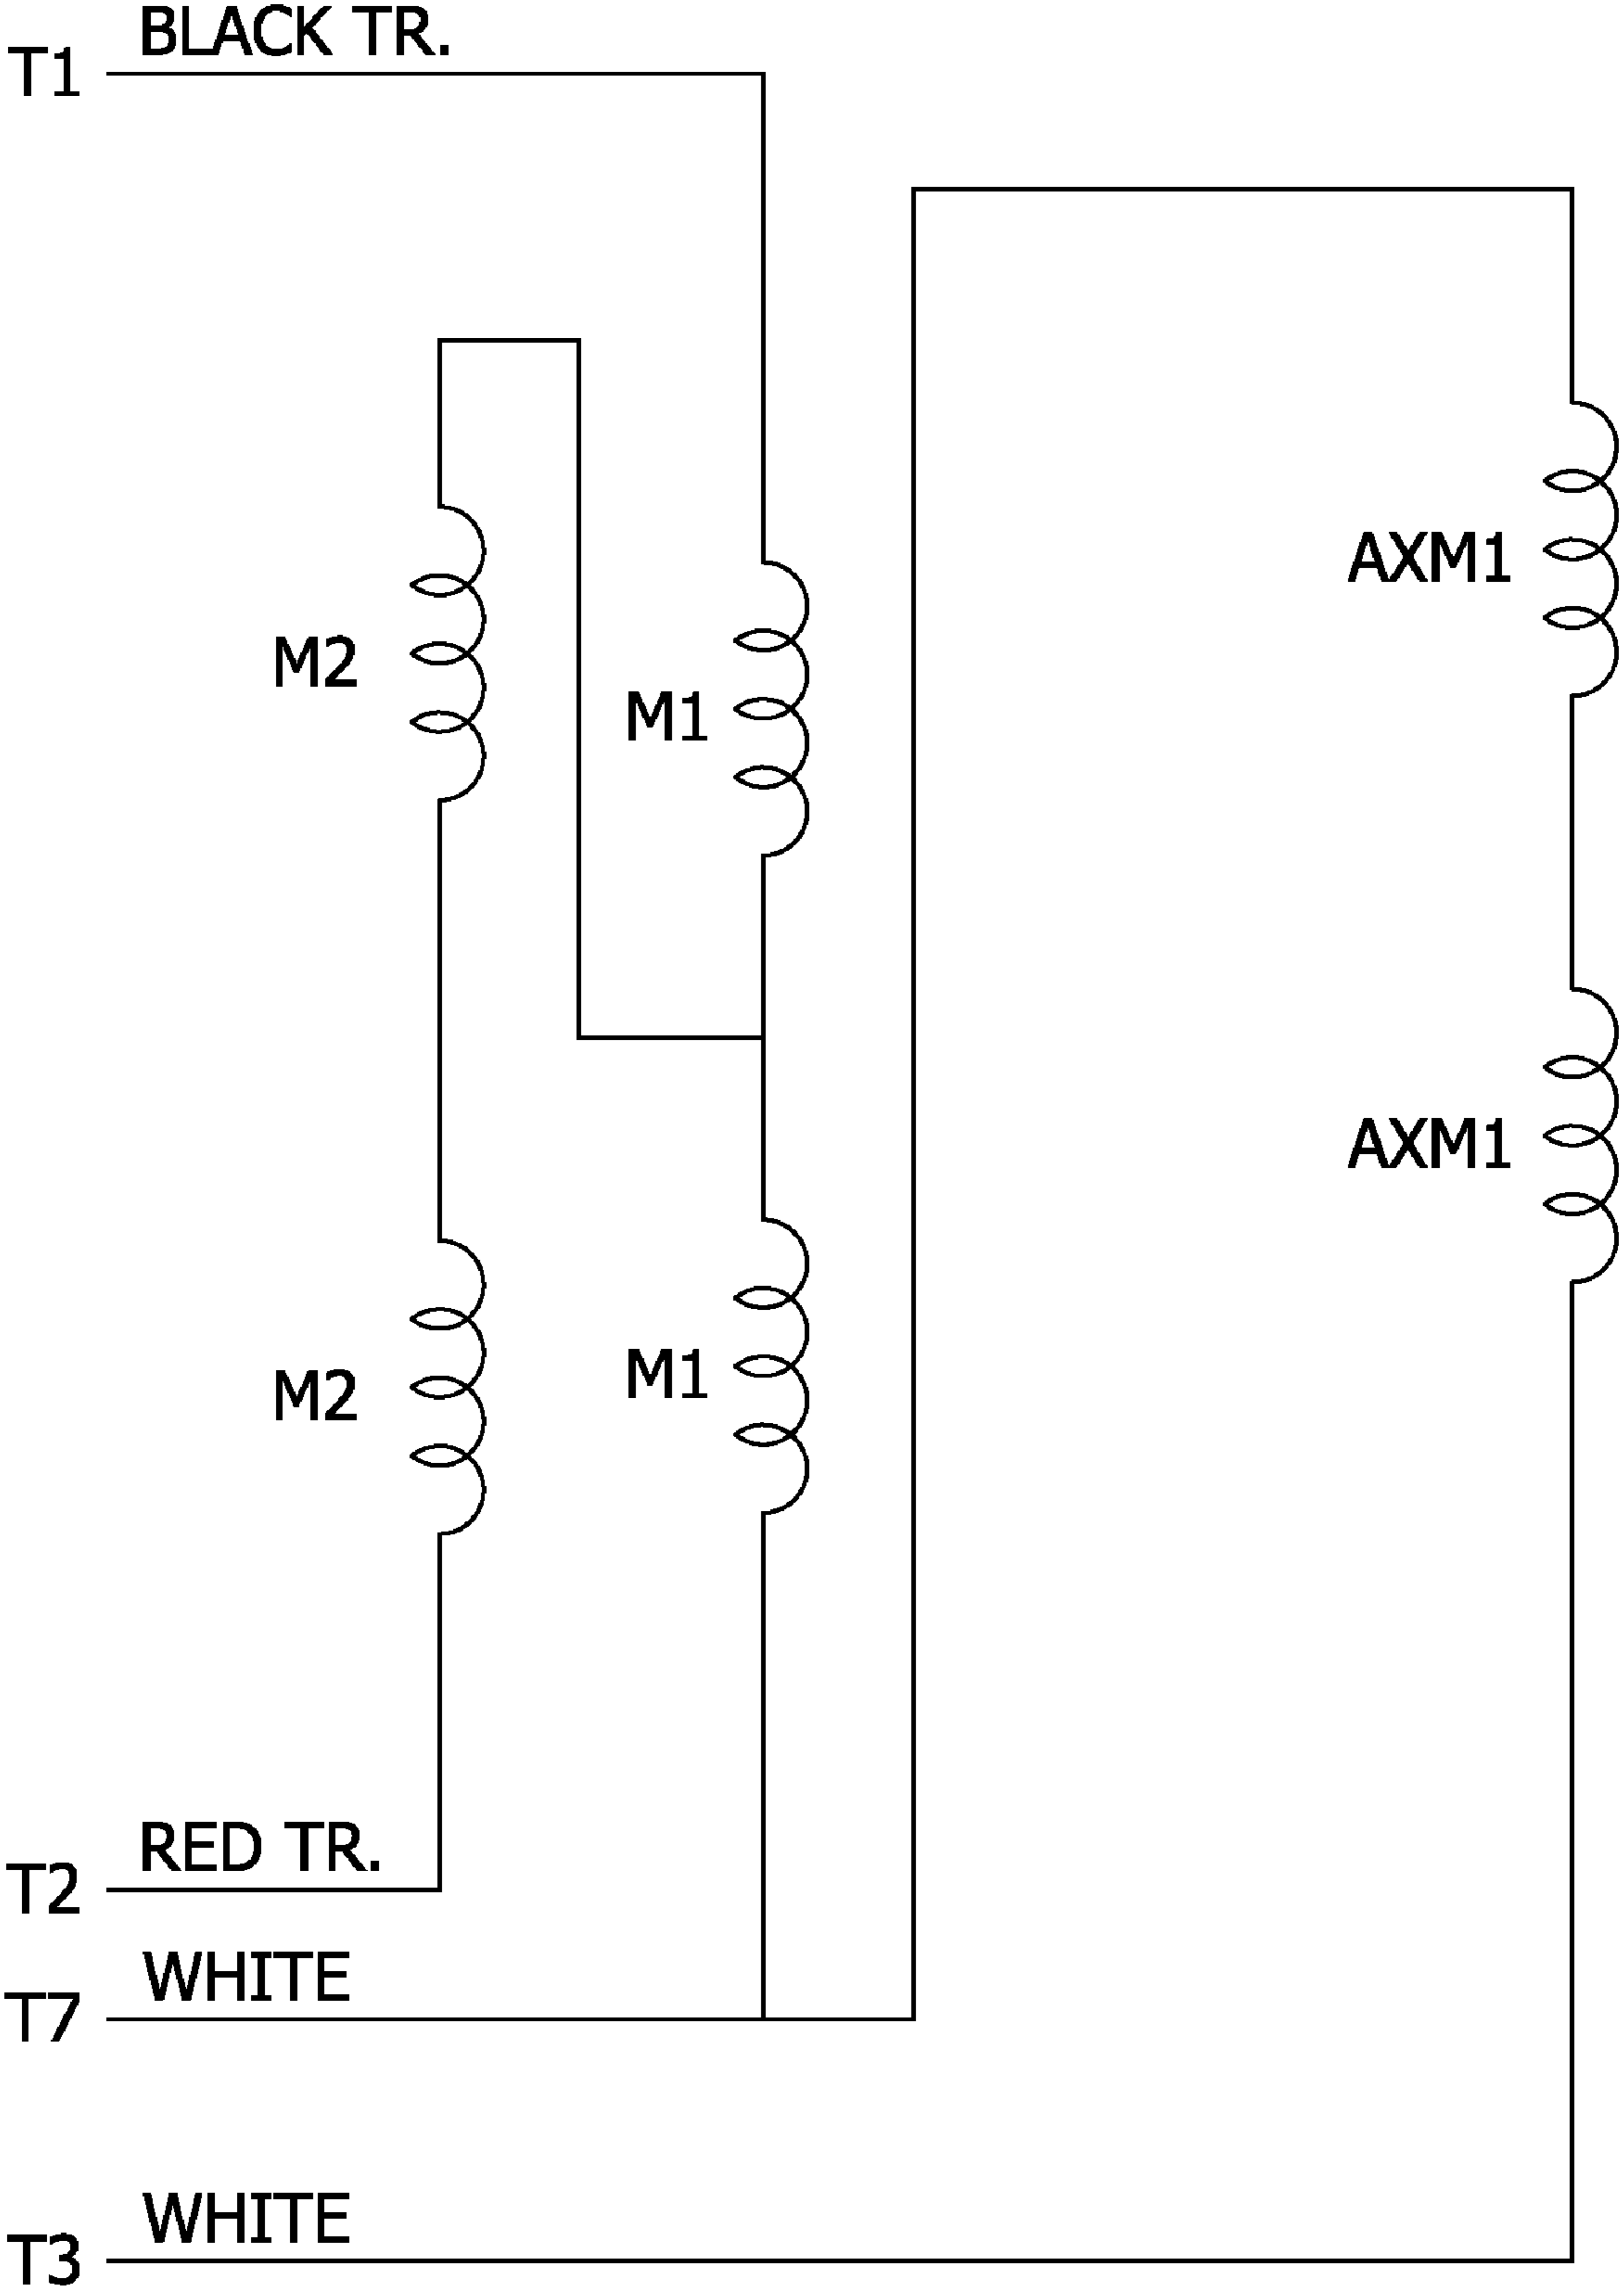 BLACK TR.
T1
AXM1
M2
M1
AXM1
M1
M2
RED TR.
T2
WHITE
T7
WHITE
T3